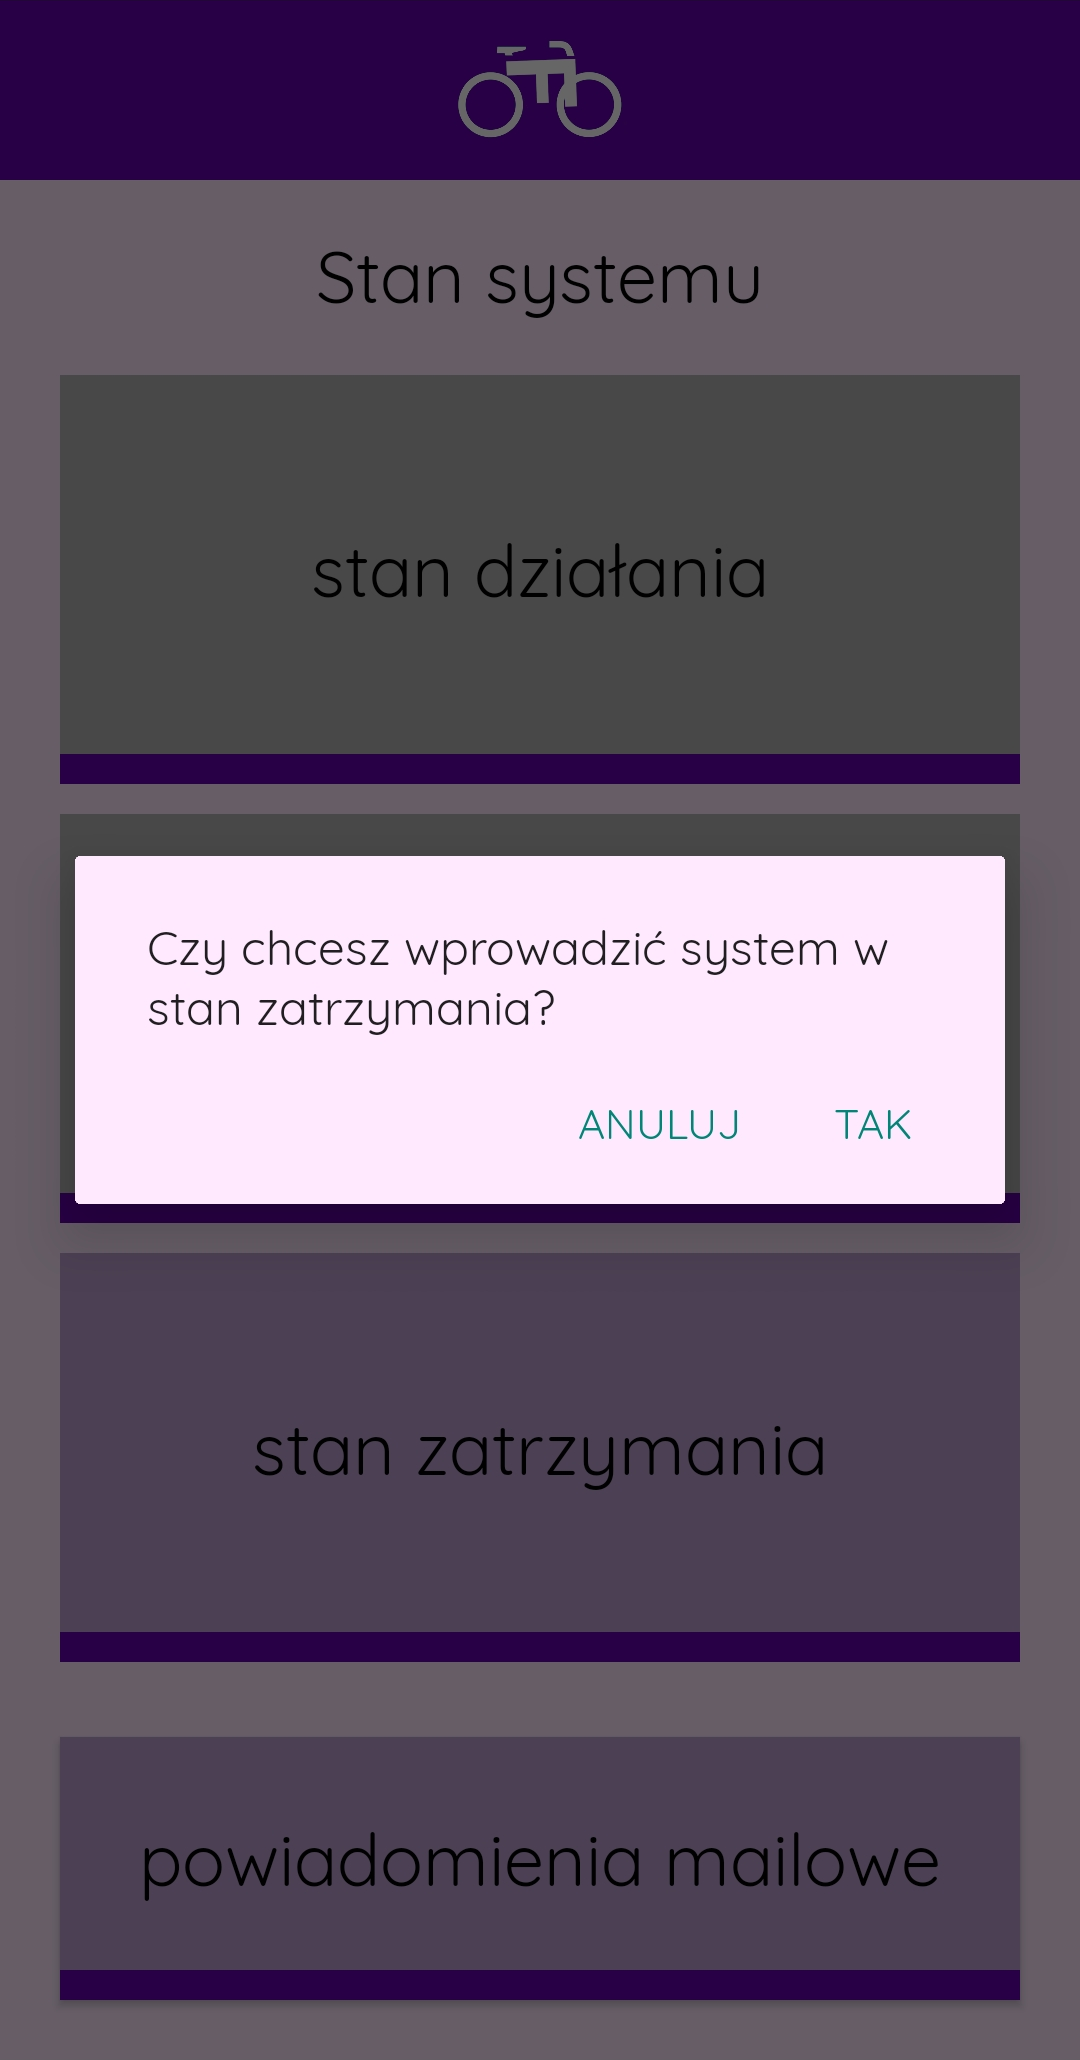 Stan systemu
stan działania
Czy chcesz wprowadzić system w
stan zatrzymania?
ANULUJ TAK
stan zatrzymania
powiadomienia mailowe